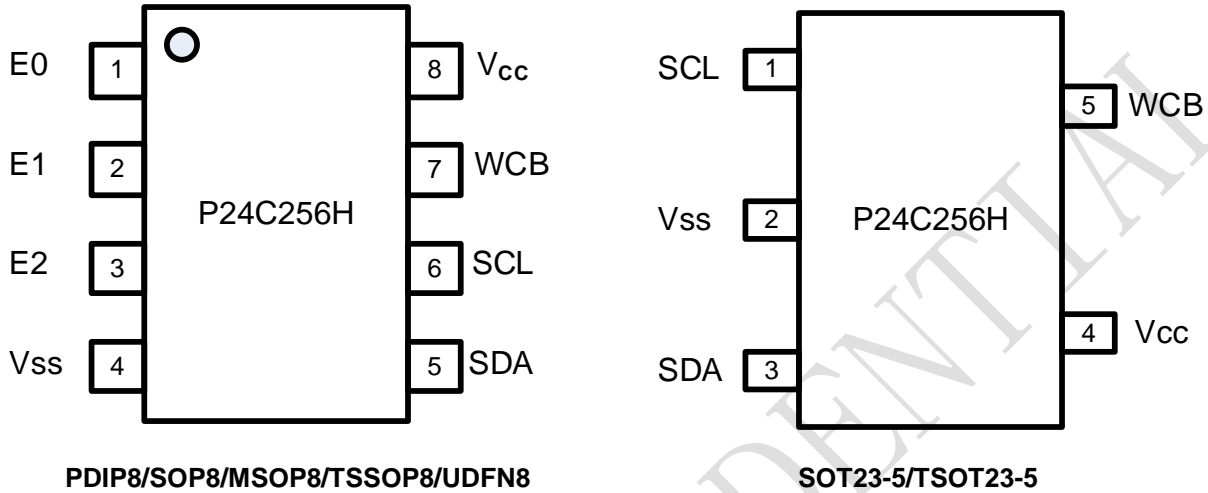 E0 1 8 Vcc
E1 2 7 WCB
P24C256H
E2 3 6 SCL
Vss 4 5 SDA
PDIP8/SOP8/MSOP8/TSSOP8/UDFN8
SCL 1
5 WCB
Vss 2 P24C256H
4 Vcc
SDA 3
SOT23-5/TSOT23-5
DENTIAL